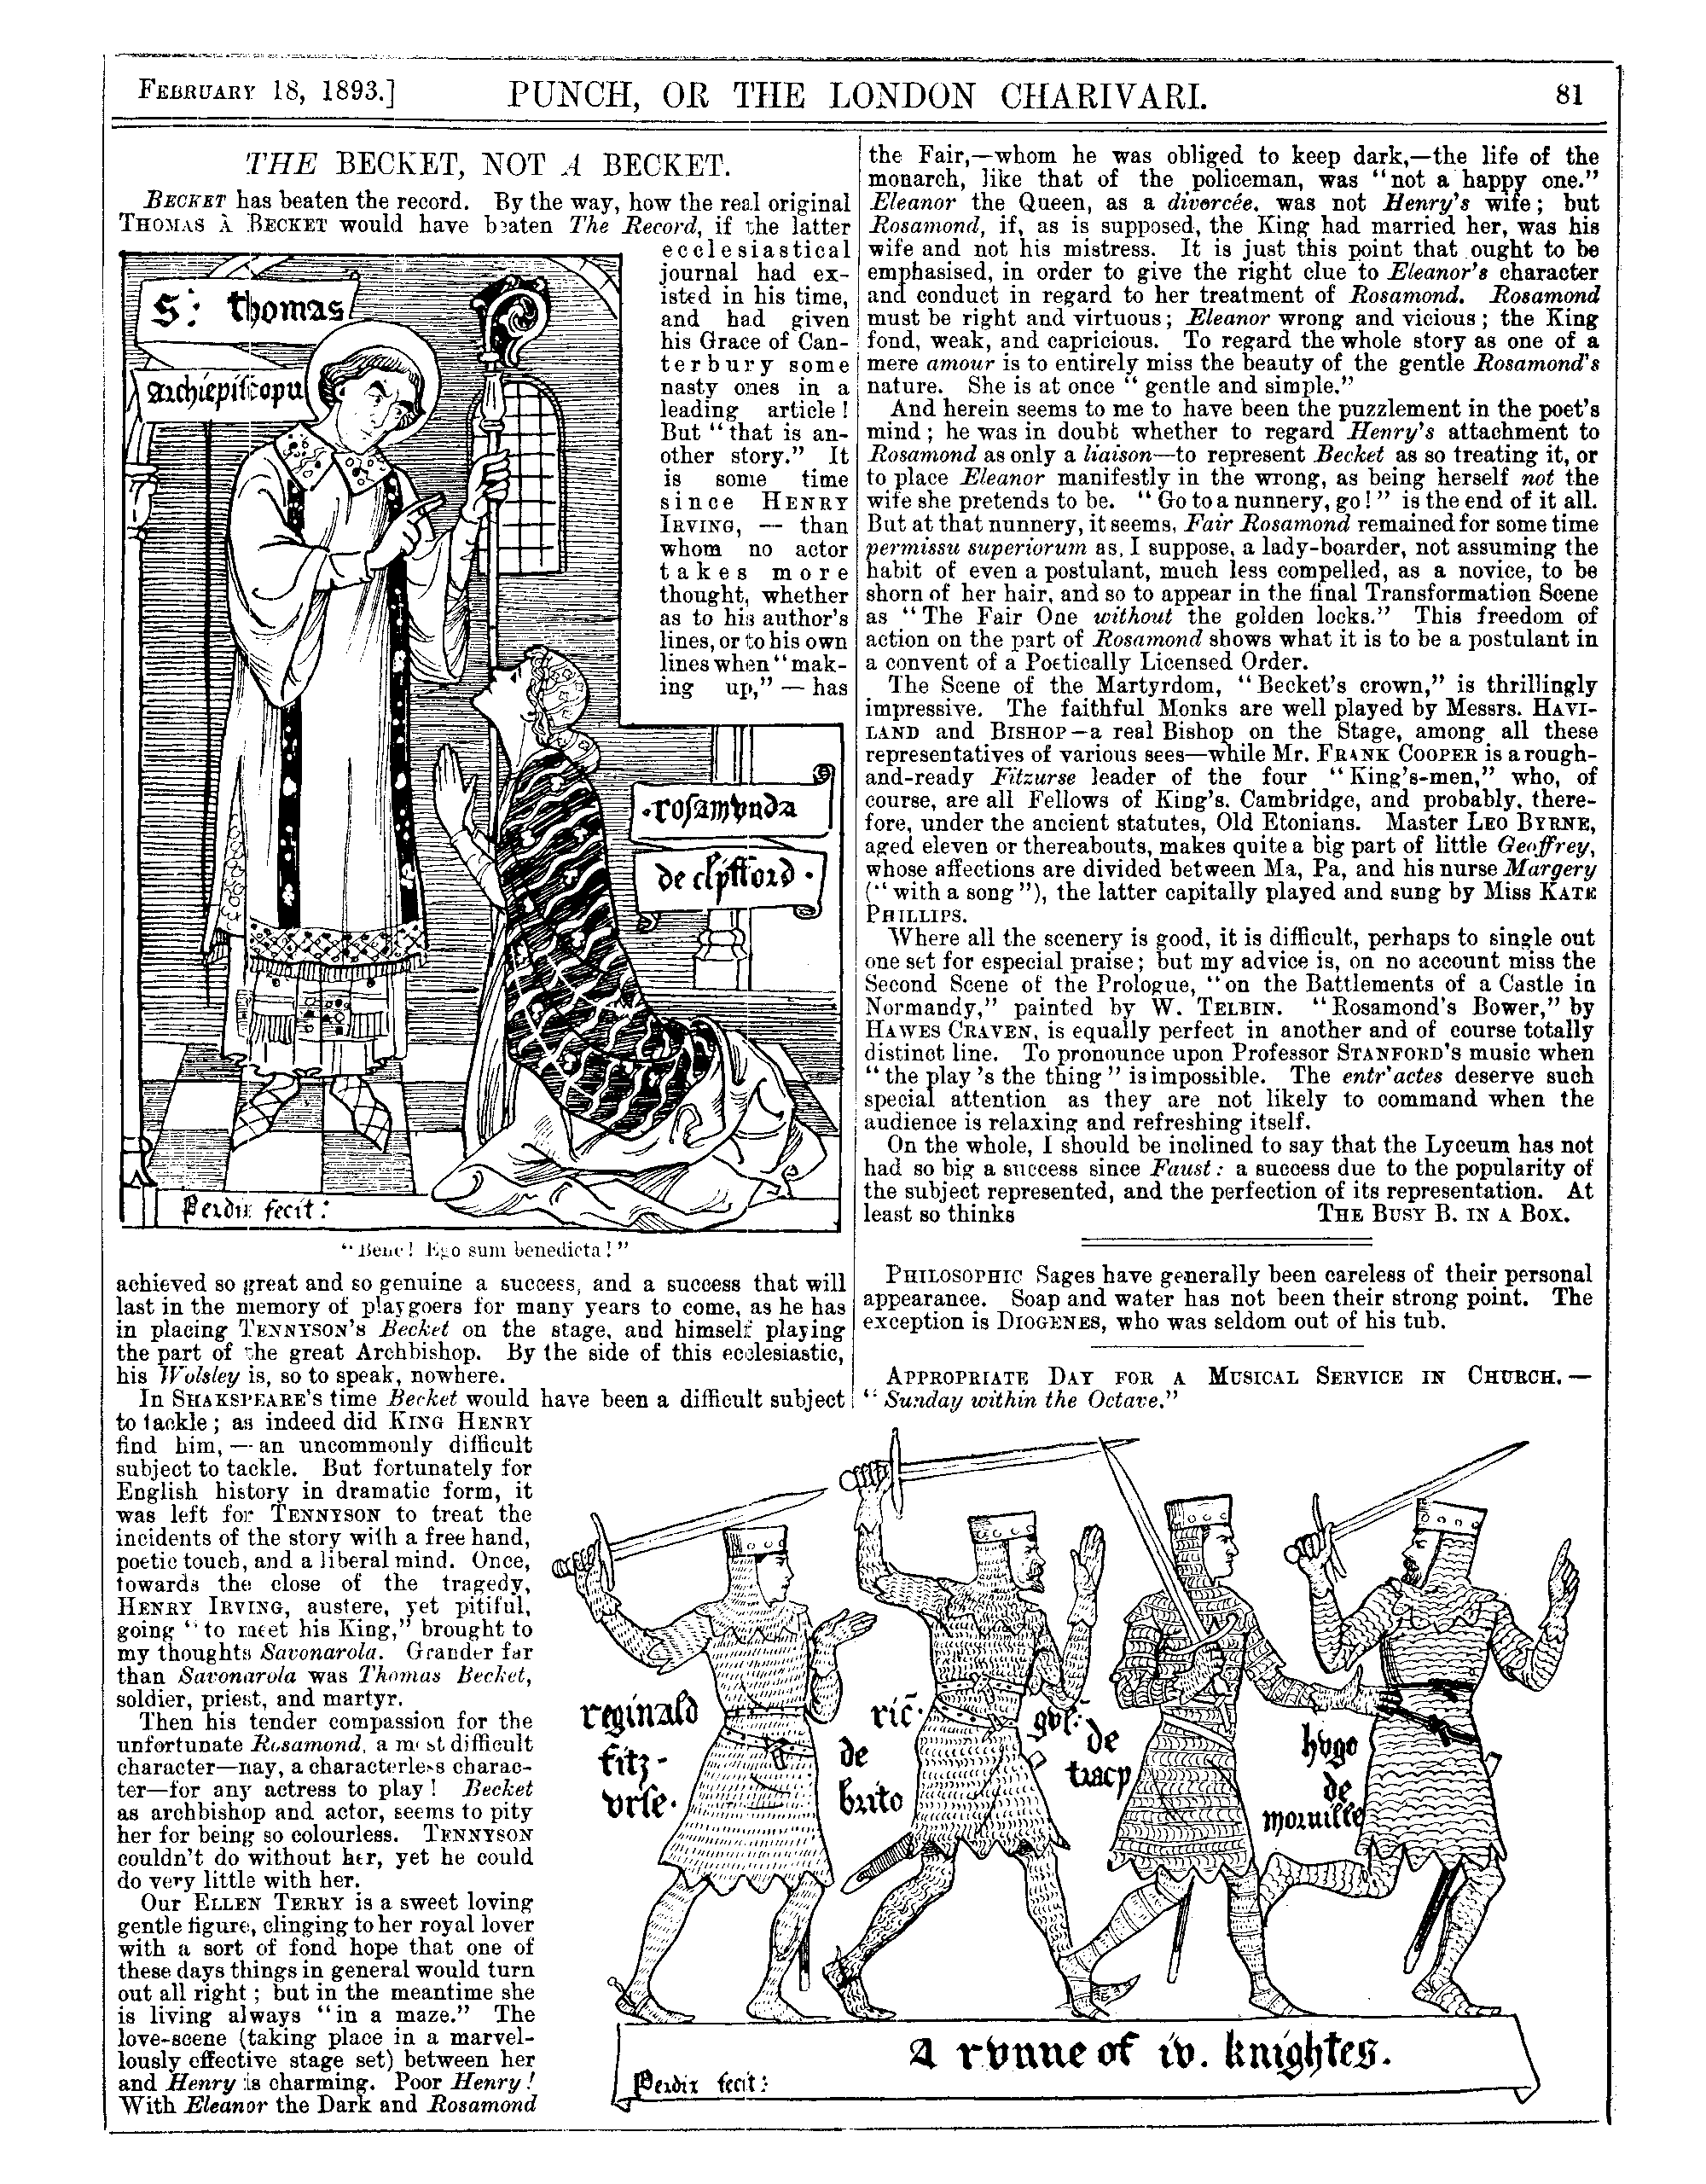 FEBRUARY 18, 1893.] PUNCH, OR THE LONDON CHARIVARI. 81
THE BECKET, NOT A BECKET.
BECKET has beaten the record. By the way, how the real original
THOMAS À BECKET would have beaten The Record, if the latter
ecclesiastical
journal had ex-
isted in his time,
and had given
his Grace of Can-
terbury some
nasty ones in a
leading article!
But "that is an-
other story." It
is some time
since HENRY
IRVING, — than
whom no actor
takes more
thought, whether
as to his author's
lines, or to his own
lines when "mak-
ing up," — has
S: thomas
archiepiscopu
·rosamvnda
de clyfford·
Perdix fecit:
"Bene! Ego sum benedicta!"
achieved so great and so genuine a success, and a success that will
last in the memory of playgoers for many years to come, as he has
in placing TENNYSON'S Becket on the stage, and himself playing
the part of the great Archbishop. By the side of this ecclesiastic,
his Wolsley is, so to speak, nowhere.
In SHAKSPEARE'S time Becket would have been a difficult subject
to tackle; as indeed did KING HENRY
find him, — an uncommonly difficult
subject to tackle. But fortunately for
English history in dramatic form, it
was left for TENNYSON to treat the
incidents of the story with a free hand,
poetic touch, and a liberal mind. Once,
towards the close of the tragedy,
HENRY IRVING, austere, yet pitiful,
going "to meet his King," brought to
my thoughts Savonarola. Grander far
than Savonarola was Thomas Becket,
soldier, priest, and martyr.
Then his tender compassion for the
unfortunate Rosamond, a most difficult
character—nay, a characterless charac-
ter—for any actress to play! Becket
as archbishop and actor, seems to pity
her for being so colourless. TENNYSON
couldn't do without her, yet he could
do very little with her.
Our ELLEN TERRY is a sweet loving
gentle figure, clinging to her royal lover
with a sort of fond hope that one of
these days things in general would turn
out all right; but in the meantime she
is living always "in a maze." The
love-scene (taking place in a marvel-
lously effective stage set) between her
and Henry is charming. Poor Henry!
With Eleanor the Dark and Rosamond
the Fair,—whom he was obliged to keep dark,—the life of the
monarch, like that of the policeman, was "not a happy one."
Eleanor the Queen, as a divorcée, was not Henry's wife; but
Rosamond, if, as is supposed, the King had married her, was his
wife and not his mistress. It is just this point that ought to be
emphasised, in order to give the right clue to Eleanor's character
and conduct in regard to her treatment of Rosamond. Rosamond
must be right and virtuous; Eleanor wrong and vicious; the King
fond, weak, and capricious. To regard the whole story as one of a
mere amour is to entirely miss the beauty of the gentle Rosamond's
nature. She is at once "gentle and simple."
And herein seems to me to have been the puzzlement in the poet's
mind; he was in doubt whether to regard Henry's attachment to
Rosamond as only a liaison—to represent Becket as so treating it, or
to place Eleanor manifestly in the wrong, as being herself not the
wife she pretends to be. "Go to a nunnery, go!" is the end of it all.
But at that nunnery, it seems, Fair Rosamond remained for some time
permissu superiorum as, I suppose, a lady-boarder, not assuming the
habit of even a postulant, much less compelled, as a novice, to be
shorn of her hair, and so to appear in the final Transformation Scene
as "The Fair One without the golden locks." This freedom of
action on the part of Rosamond shows what it is to be a postulant in
a convent of a Poetically Licensed Order.
The Scene of the Martyrdom, "Becket's crown," is thrillingly
impressive. The faithful Monks are well played by Messrs. HAVI-
LAND and BISHOP—a real Bishop on the Stage, among all these
representatives of various sees—while Mr. FRANK COOPER is a rough-
and-ready Fitzurse leader of the four "King's-men," who, of
course, are all Fellows of King's, Cambridge, and probably, there-
fore, under the ancient statutes, Old Etonians. Master LEO BYRNE,
aged eleven or thereabouts, makes quite a big part of little Geoffrey,
whose affections are divided between Ma, Pa, and his nurse Margery
("with a song"), the latter capitally played and sung by Miss KATE
PHILLIPS.
Where all the scenery is good, it is difficult, perhaps to single out
one set for especial praise; but my advice is, on no account miss the
Second Scene of the Prologue, "on the Battlements of a Castle in
Normandy," painted by W. TELBIN. "Rosamond's Bower," by
HAWES CRAVEN, is equally perfect in another and of course totally
distinct line. To pronounce upon Professor STANFORD'S music when
"the play 's the thing" is impossible. The entr'actes deserve such
special attention as they are not likely to command when the
audience is relaxing and refreshing itself.
On the whole, I should be inclined to say that the Lyceum has not
had so big a success since Faust: a success due to the popularity of
the subject represented, and the perfection of its representation. At
least so thinks THE BUSY B. IN A BOX.
PHILOSOPHIC Sages have generally been careless of their personal
appearance. Soap and water has not been their strong point. The
exception is DIOGENES, who was seldom out of his tub.
APPROPRIATE DAY FOR A MUSICAL SERVICE IN CHURCH.—
"Sunday within the Octave."
reginald
fitz-
vrse·
ric·
de
brito
gvl:
de
tracy
hvgo
de
morville
A rvnne of iv. knightes.
Perdix fecit: